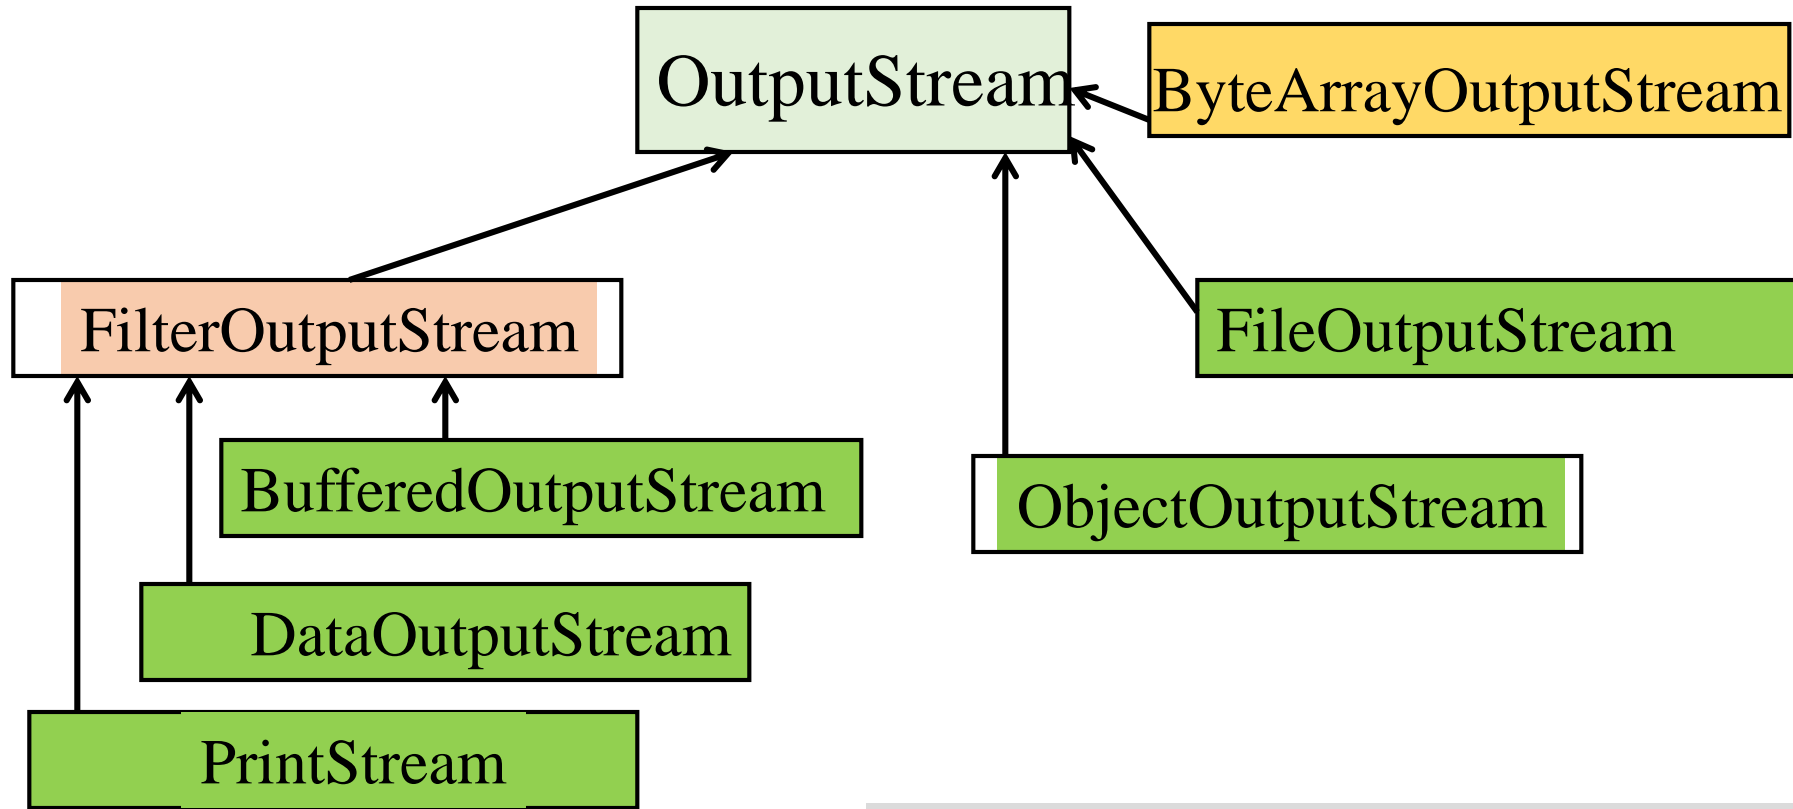 OutputStream
ByteArrayOutputStream
FilterOutputStream
FileOutputStream
BufferedOutputStream
ObjectOutputStream
DataOutputStream
PrintStream